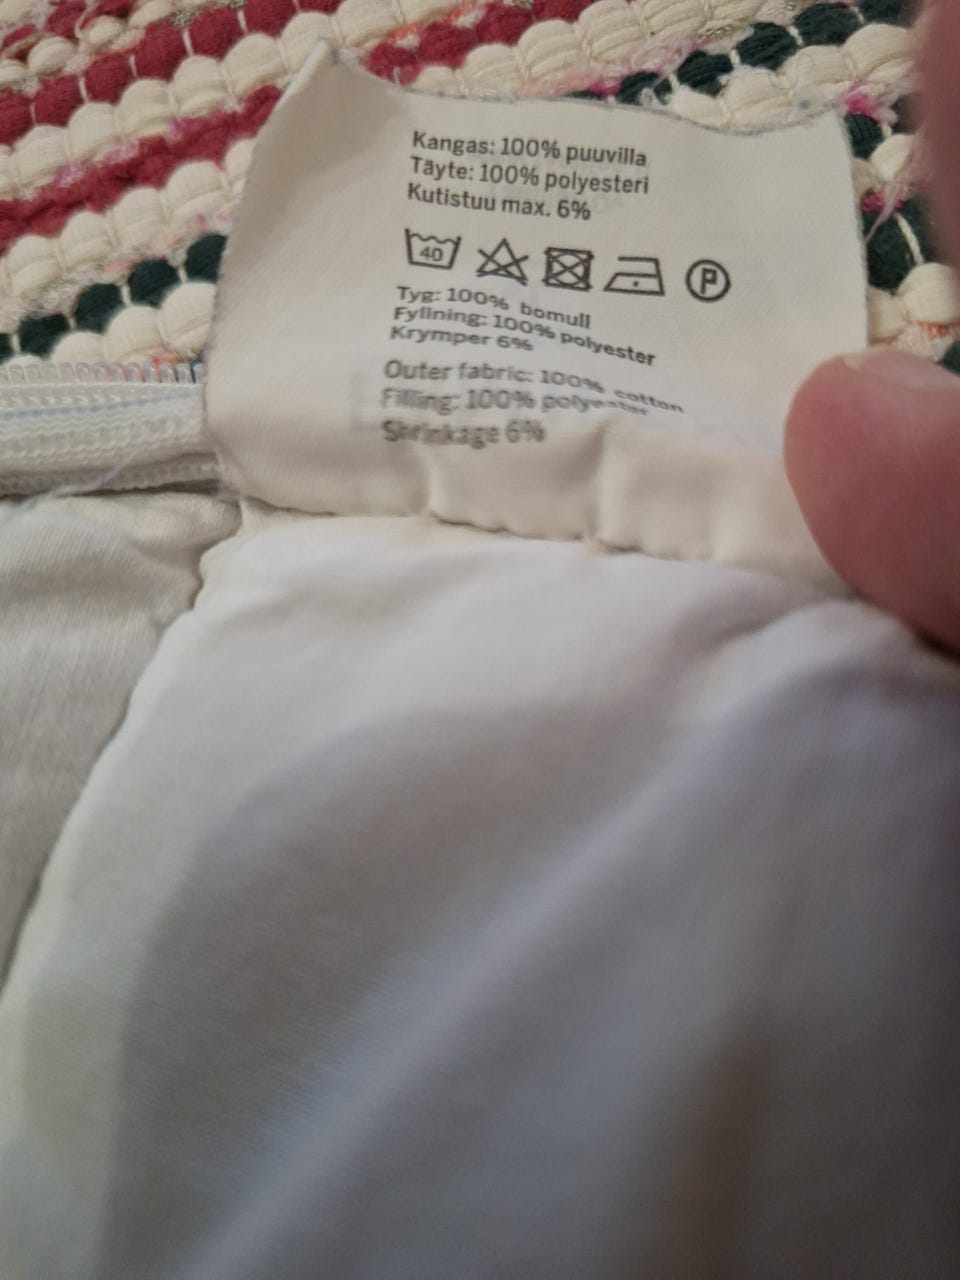 Kangas: 100% puuvilla
Täyte: 100% polyesteri
Kutistuu max. 6%
40 P
Tyg: 100% bomull
Fyllning: 100% polyester
Krymper 6%
Outer fabric: 100% cotton
Filling: 100% polyester
Shrinkage 6%